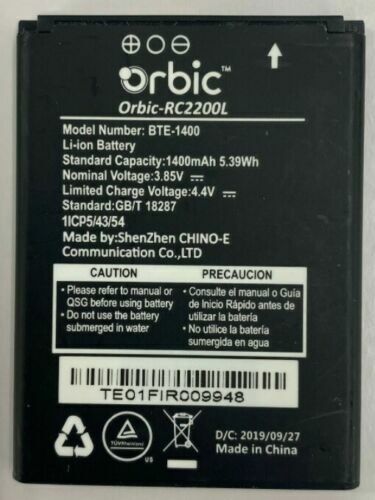 orbic™
Orbic-RC2200L
Model Number: BTE-1400
Li-ion Battery
Standard Capacity:1400mAh 5.39Wh
Nominal Voltage:3.85V
Limited Charge Voltage:4.4V
Standard:GB/T 18287
1ICP5/43/54
Made by:ShenZhen CHINO-E
Communication Co.,LTD
CAUTION
• Please refer to manual or
QSG before using battery
• Do not use the battery
submerged in water
PRECAUCION
• Consulte el manual o Guía
de Inicio Rápido antes de
utilizar la batería.
• No utilice la batería
sumergida en agua
TE01FIR009948
TÜVRheinland
US
D/C: 2019/09/27
Made in China